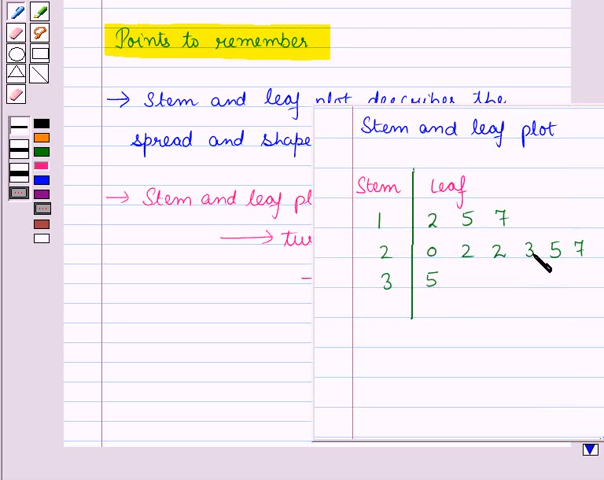 Points to remember
→ Stem and leaf plot describes the
spread and shape
→ Stem and leaf pl
Stem and leaf plot
Stem Leaf
1 2 5 7
2 0 2 2 3 5 7
3 5